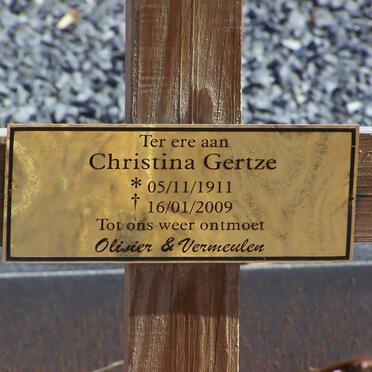 Ter ere aan
Christina Gertze
* 05/11/1911
† 16/01/2009
Tot ons weer ontmoet
Olivier & Vermeulen